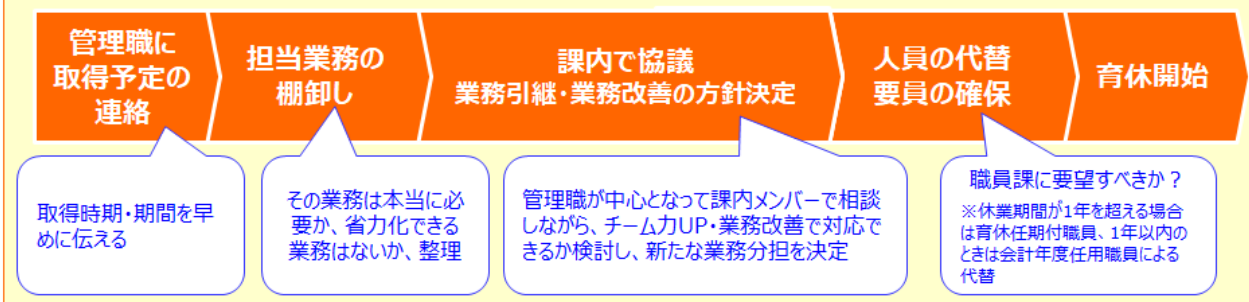 管理職に
取得予定の
連絡
担当業務の
棚卸し
課内で協議
業務引継・業務改善の方針決定
人員の代替
要員の確保
育休開始
取得時期・期間を早
めに伝える
その業務は本当に必
要か、省力化できる
業務はないか、整理
管理職が中心となって課内メンバーで相談
しながら、チーム力UP・業務改善で対応で
きるか検討し、新たな業務分担を決定
職員課に要望すべきか？
※休業期間が1年を超える場合
は育休任期付職員、1年以内の
ときは会計年度任用職員による
代替